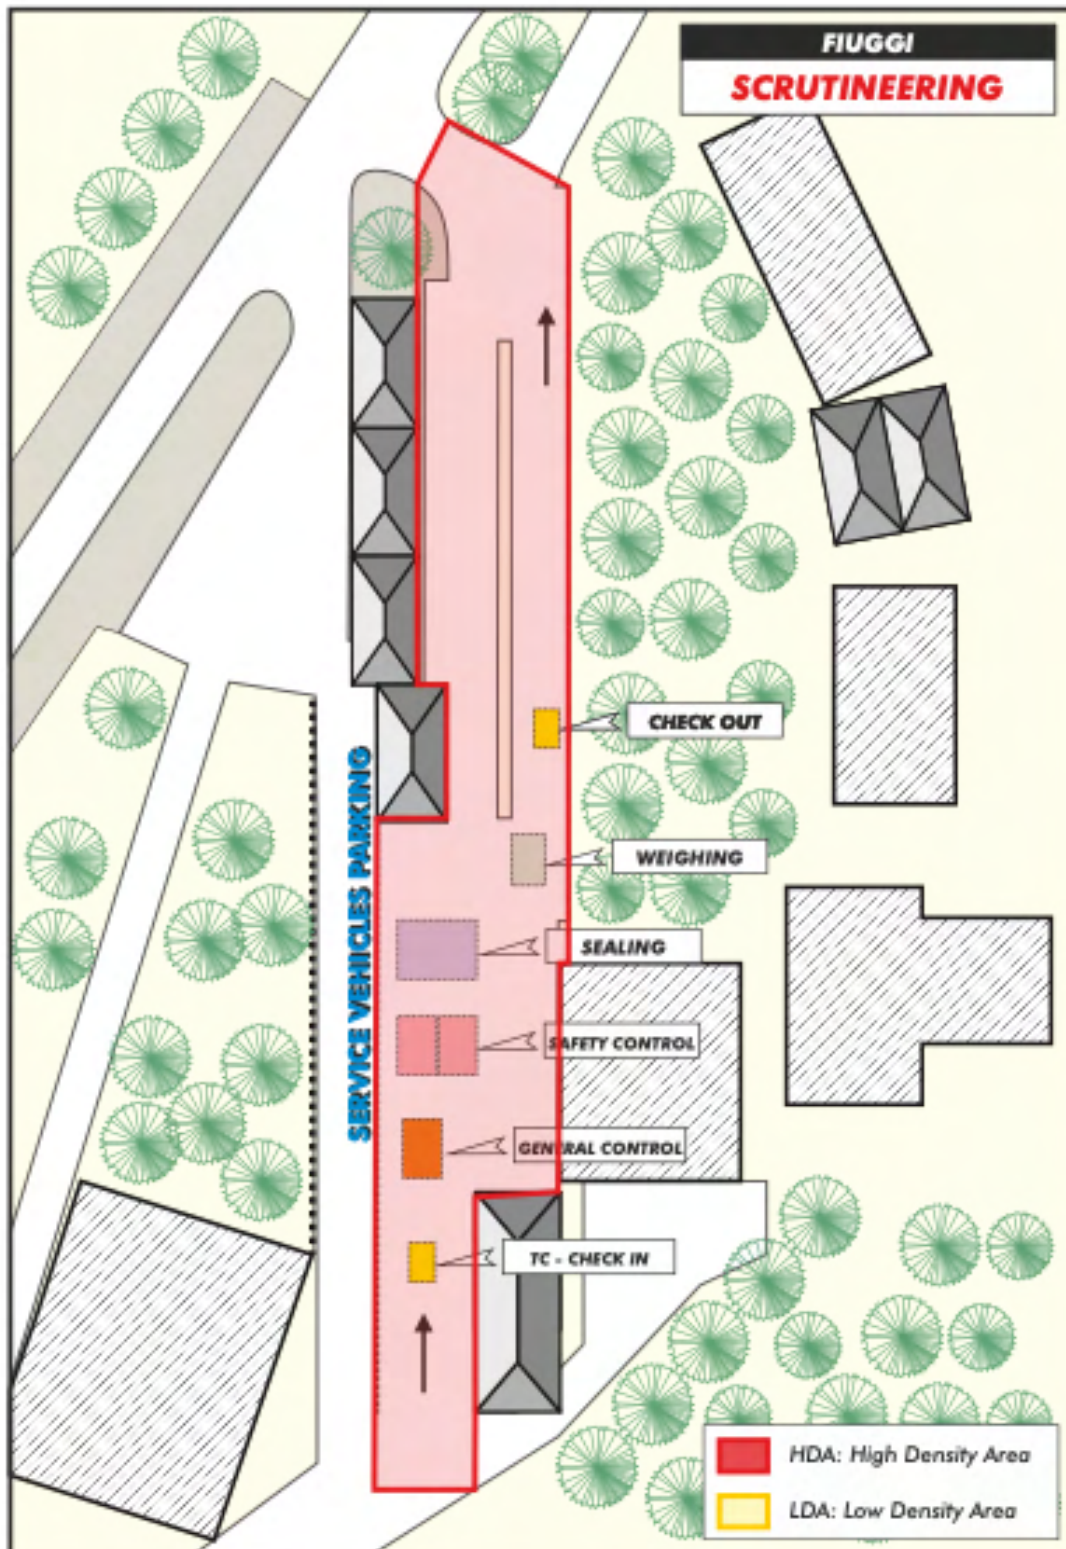 FIUGGI
SCRUTINEERING
CHECK OUT
WEIGHING
SEALING
SAFETY CONTROL
GENERAL CONTROL
TC - CHECK IN
SERVICE VEHICLES PARKING
HDA: High Density Area
LDA: Low Density Area